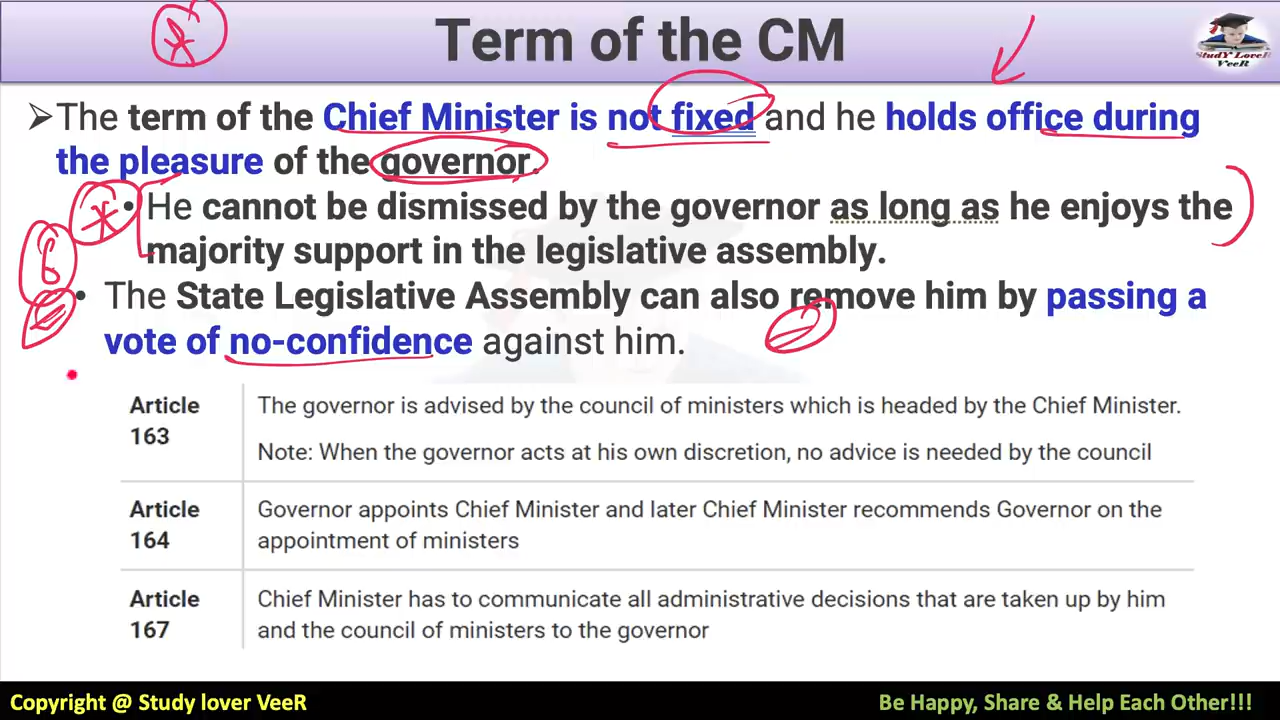 Term of the CM
StudY LoveR
VeeR
➤The term of the Chief Minister is not fixed and he holds office during
the pleasure of the governor.
• He cannot be dismissed by the governor as long as he enjoys the
majority support in the legislative assembly.
• The State Legislative Assembly can also remove him by passing a
vote of no-confidence against him.
Article
163
The governor is advised by the council of ministers which is headed by the Chief Minister.
Note: When the governor acts at his own discretion, no advice is needed by the council
Article
164
Governor appoints Chief Minister and later Chief Minister recommends Governor on the
appointment of ministers
Article
167
Chief Minister has to communicate all administrative decisions that are taken up by him
and the council of ministers to the governor
Copyright @ Study lover VeeR
Be Happy, Share & Help Each Other!!!